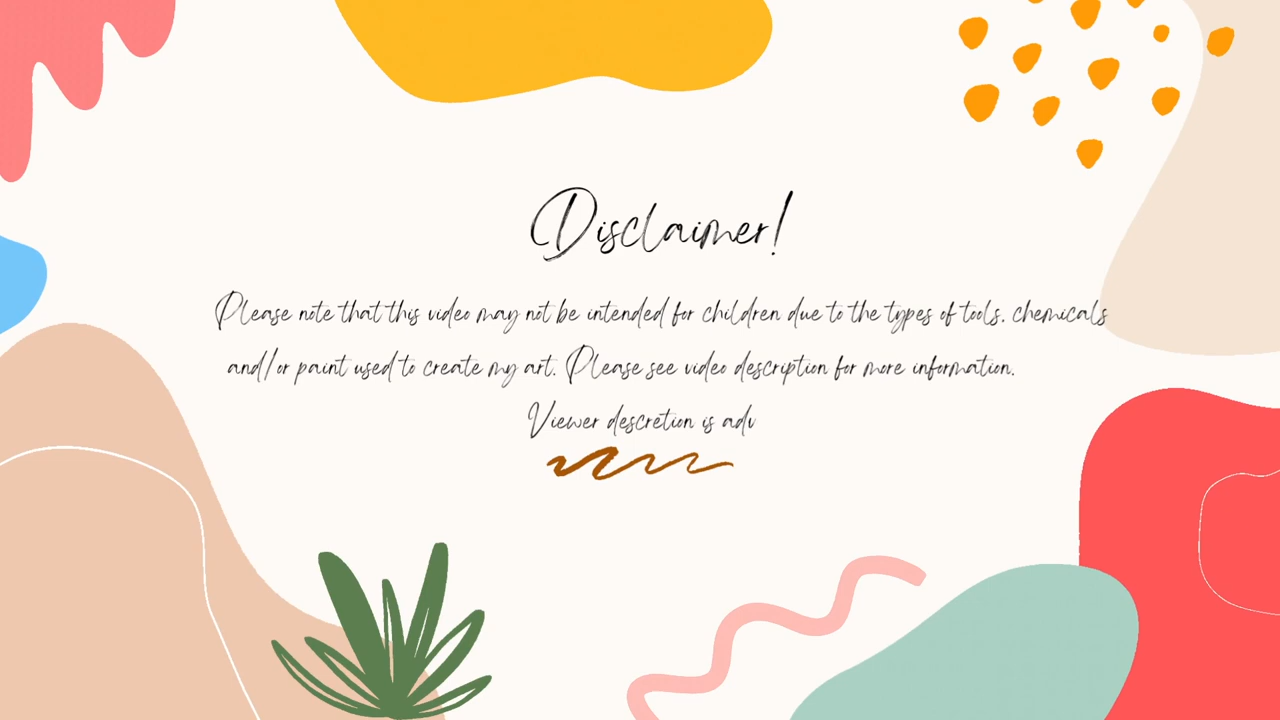 Disclaimer!
Please note that this video may not be intended for children due to the types of tools, chemicals
and/or paint used to create my art. Please see video description for more information.
Viewer descretion is adv